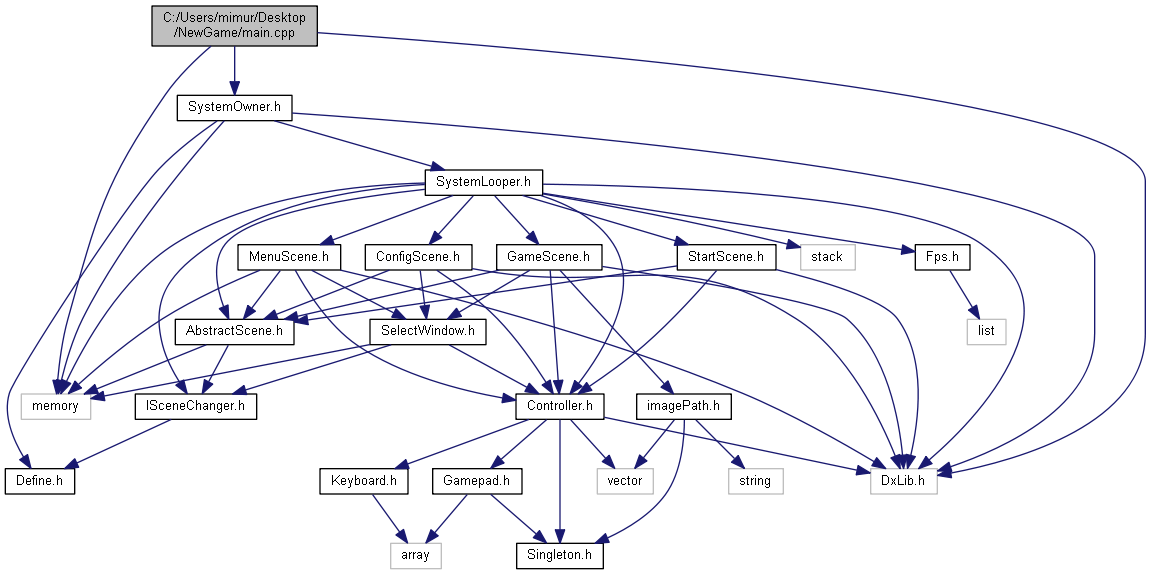 C:/Users/mimur/Desktop
/NewGame/main.cpp
SystemOwner.h
SystemLooper.h
MenuScene.h
ConfigScene.h
GameScene.h
StartScene.h
stack
Fps.h
AbstractScene.h
SelectWindow.h
list
memory
ISceneChanger.h
Controller.h
imagePath.h
Define.h
Keyboard.h
Gamepad.h
vector
string
DxLib.h
array
Singleton.h